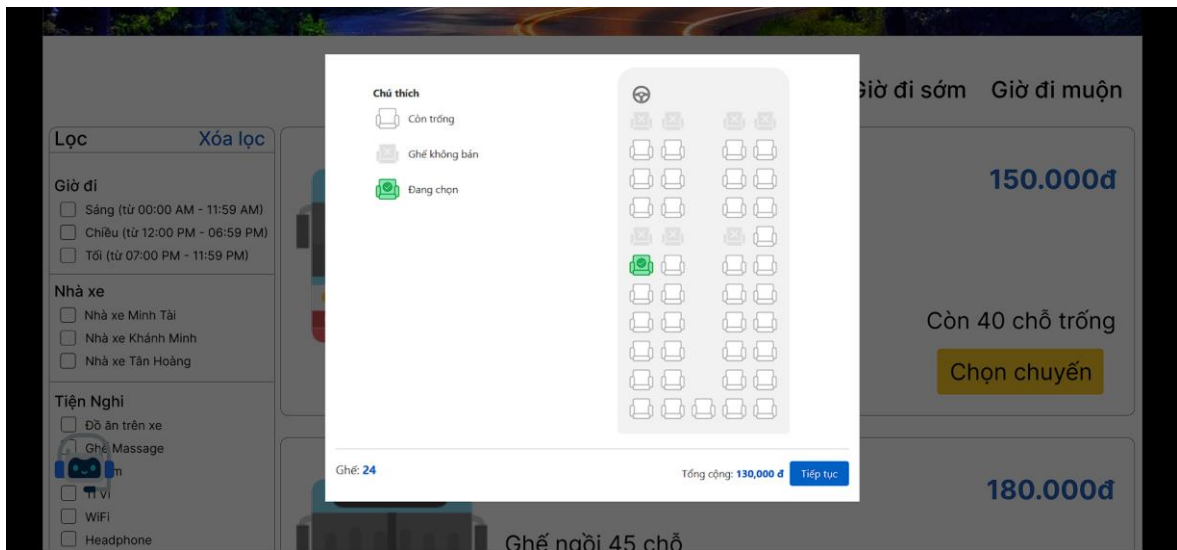 Giờ đi sớm Giờ đi muộn
Lọc Xóa lọc
Giờ đi
Sáng (từ 00:00 AM - 11:59 AM)
Chiều (từ 12:00 PM - 06:59 PM)
Tối (từ 07:00 PM - 11:59 PM)
Nhà xe
Nhà xe Minh Tài
Nhà xe Khánh Minh
Nhà xe Tân Hoàng
Tiện Nghi
Đồ ăn trên xe
Ghế Massage
Ti vi
WiFi
Headphone
Chú thích
Còn trống
Ghế không bán
Đang chọn
Ghế: 24
Tổng cộng: 130,000 đ Tiếp tục
150.000đ
Còn 40 chỗ trống
Chọn chuyến
180.000đ
Ghế ngồi 45 chỗ